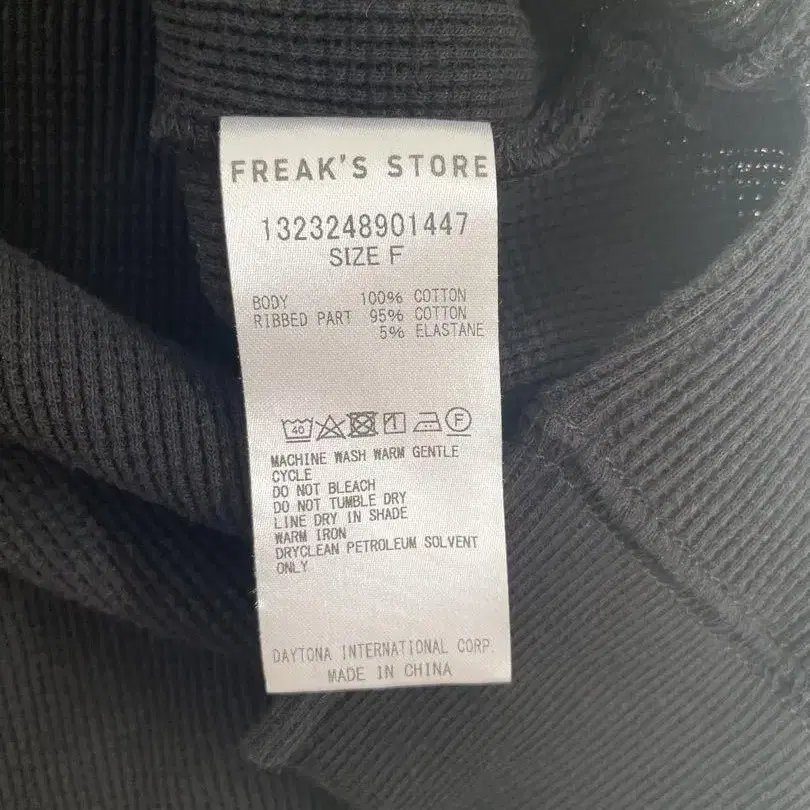 FREAK'S STORE
1323248901447
SIZE F
BODY 100% COTTON
RIBBED PART 95% COTTON
5% ELASTANE
40 F
MACHINE WASH WARM GENTLE
CYCLE
DO NOT BLEACH
DO NOT TUMBLE DRY
LINE DRY IN SHADE
WARM IRON
DRYCLEAN PETROLEUM SOLVENT
ONLY
DAYTONA INTERNATIONAL CORP.
MADE IN CHINA